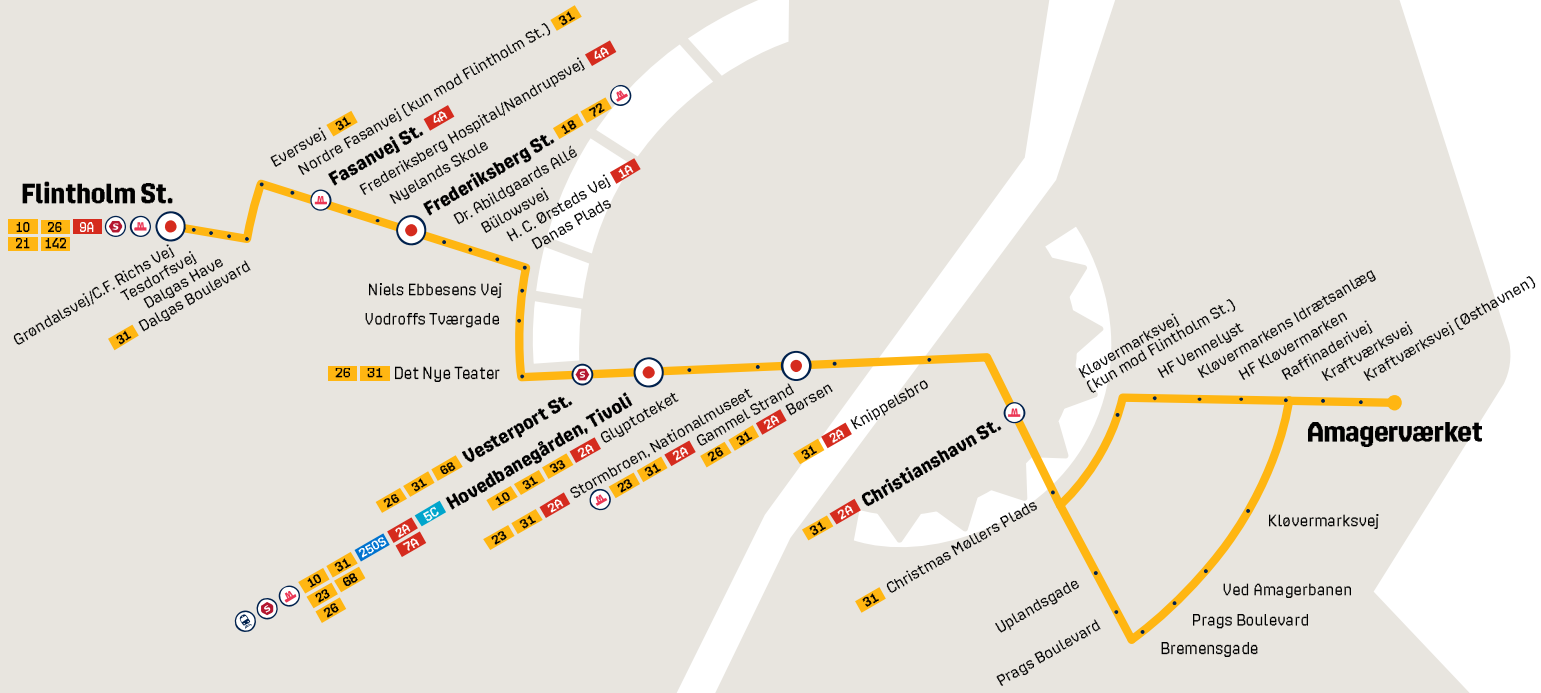 Eversvej 31
Nordre Fasanvej (kun mod Flintholm St.) 31
Fasanvej St. 4A
Frederiksberg Hospital/Nandrupsvej 4A
Nyelands Skole
Frederiksberg St. 18 72 M
Dr. Abildgaards Allé
Bülowsvej
H. C. Ørsteds Vej 1A
Danas Plads
Flintholm St.
10 26 9A S M
21 142
Grøndalsvej/C.F. Richs Vej
Tesdorfsvej
Dalgas Have
31 Dalgas Boulevard
Niels Ebbesens Vej
Vodroffs Tværgade
26 31 Det Nye Teater
26 31 68 Vesterport St.
S M 10 31 250S 2A 5C Hovedbanegården, Tivoli
23 68 7A
26
10 31 33 2A Glyptoteket
23 31 2A Stormbroen, Nationalmuseet
M 23 31 2A Gammel Strand
26 31 2A Børsen
31 2A Knippelsbro
31 2A Christianshavn St.
31 Christmas Møllers Plads
Uplandsgade
Prags Boulevard
Bremensgade
Prags Boulevard
Ved Amagerbanen
Kløvermarksvej
Kløvermarksvej
(kun mod Flintholm St.)
HF Vennelyst
Kløvermarkens Idrætsanlæg
HF Kløvermarken
Raffinaderivej
Kraftværksvej
Kraftværksvej (Østhavnen)
Amagerværket